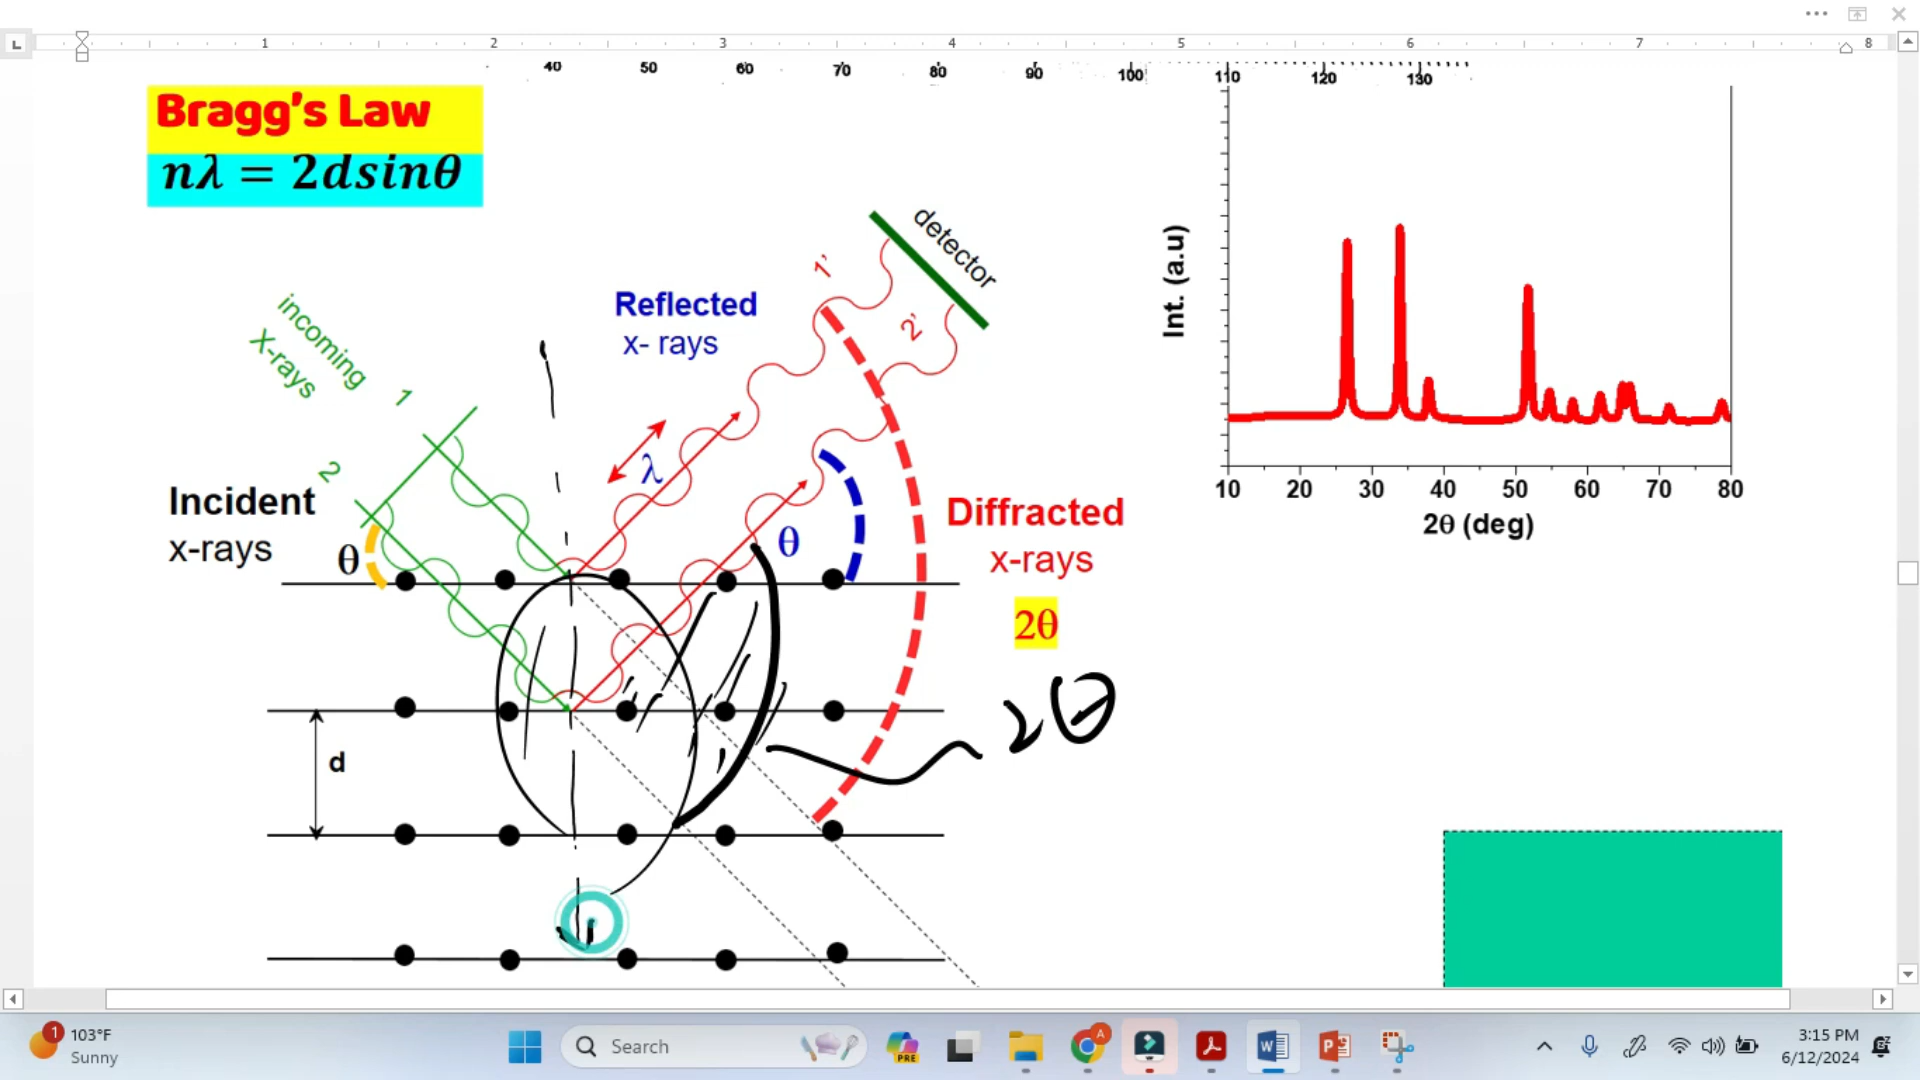 1 2 3 4 5 6 7 8
40 50 60 70 80 90 100 110 120 130
Bragg's Law
nλ = 2dsinθ
detector
1'
2'
Reflected
x- rays
incoming
X-rays
1
2
λ
Incident
x-rays
θ
θ
Diffracted
x-rays
2θ
2θ
d
Int. (a.u)
10 20 30 40 50 60 70 80
2θ (deg)
1
103°F
Sunny
Search
PRE
A
W
P
3:15 PM
6/12/2024